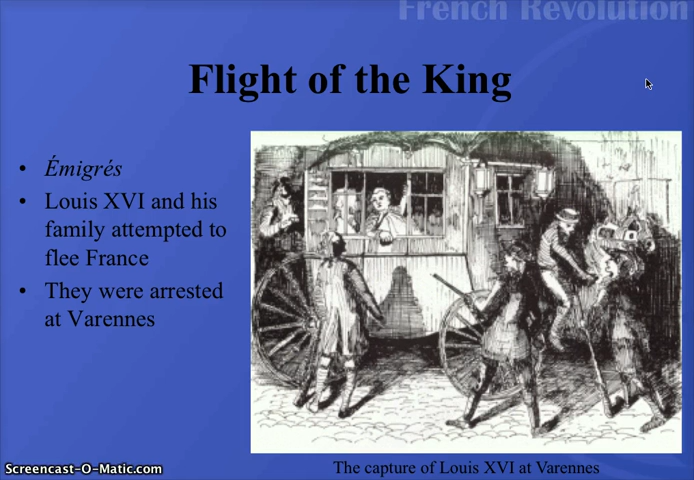 French Revolution
Flight of the King
• Émigrés
• Louis XVI and his
family attempted to
flee France
• They were arrested
at Varennes
The capture of Louis XVI at Varennes
Screencast-O-Matic.com